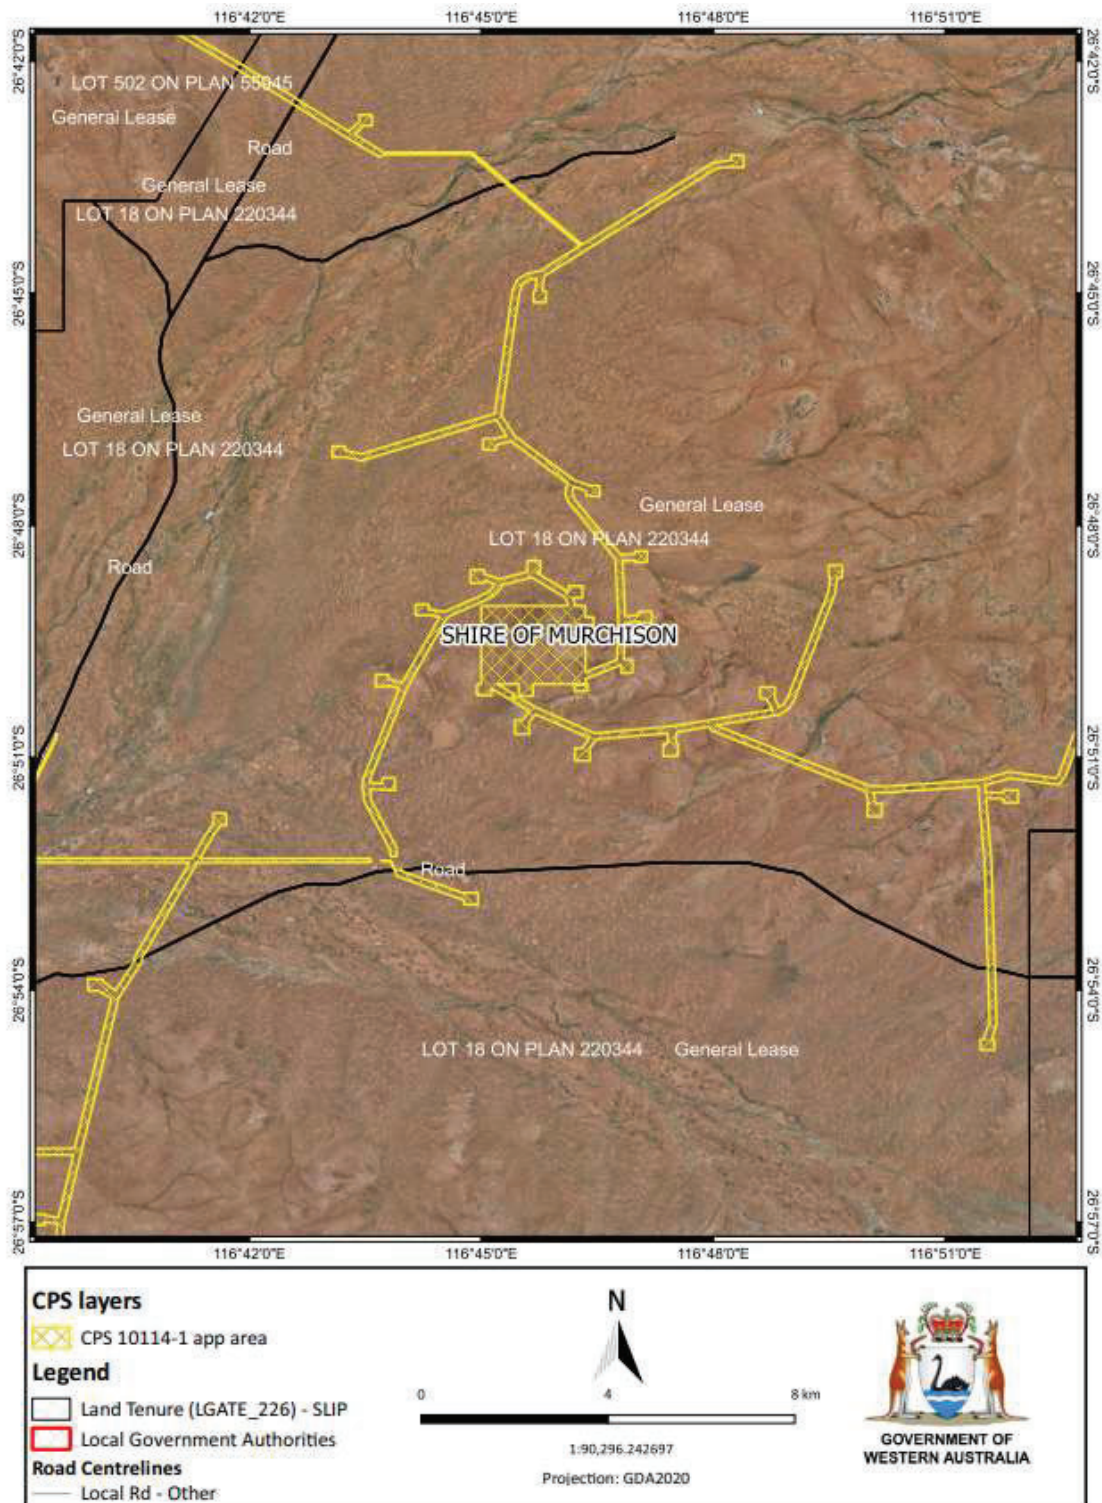 116°42'0"E
116°45'0"E
116°48'0"E
116°51'0"E
26°42'0"S
26°42'0"S
LOT 502 ON PLAN 55045
General Lease
Road
General Lease
LOT 18 ON PLAN 220344
26°45'0"S
26°45'0"S
General Lease
LOT 18 ON PLAN 220344
General Lease
26°48'0"S
26°48'0"S
LOT 18 ON PLAN 220344
Road
SHIRE OF MURCHISON
26°51'0"S
26°51'0"S
Road
26°54'0"S
26°54'0"S
LOT 18 ON PLAN 220344
General Lease
26°57'0"S
26°57'0"S
116°42'0"E
116°45'0"E
116°48'0"E
116°51'0"E
CPS layers
CPS 10114-1 app area
Legend
Land Tenure (LGATE_226) - SLIP
Local Government Authorities
Road Centrelines
Local Rd - Other
N
0
4
8 km
1:90,296.242697
Projection: GDA2020
GOVERNMENT OF
WESTERN AUSTRALIA